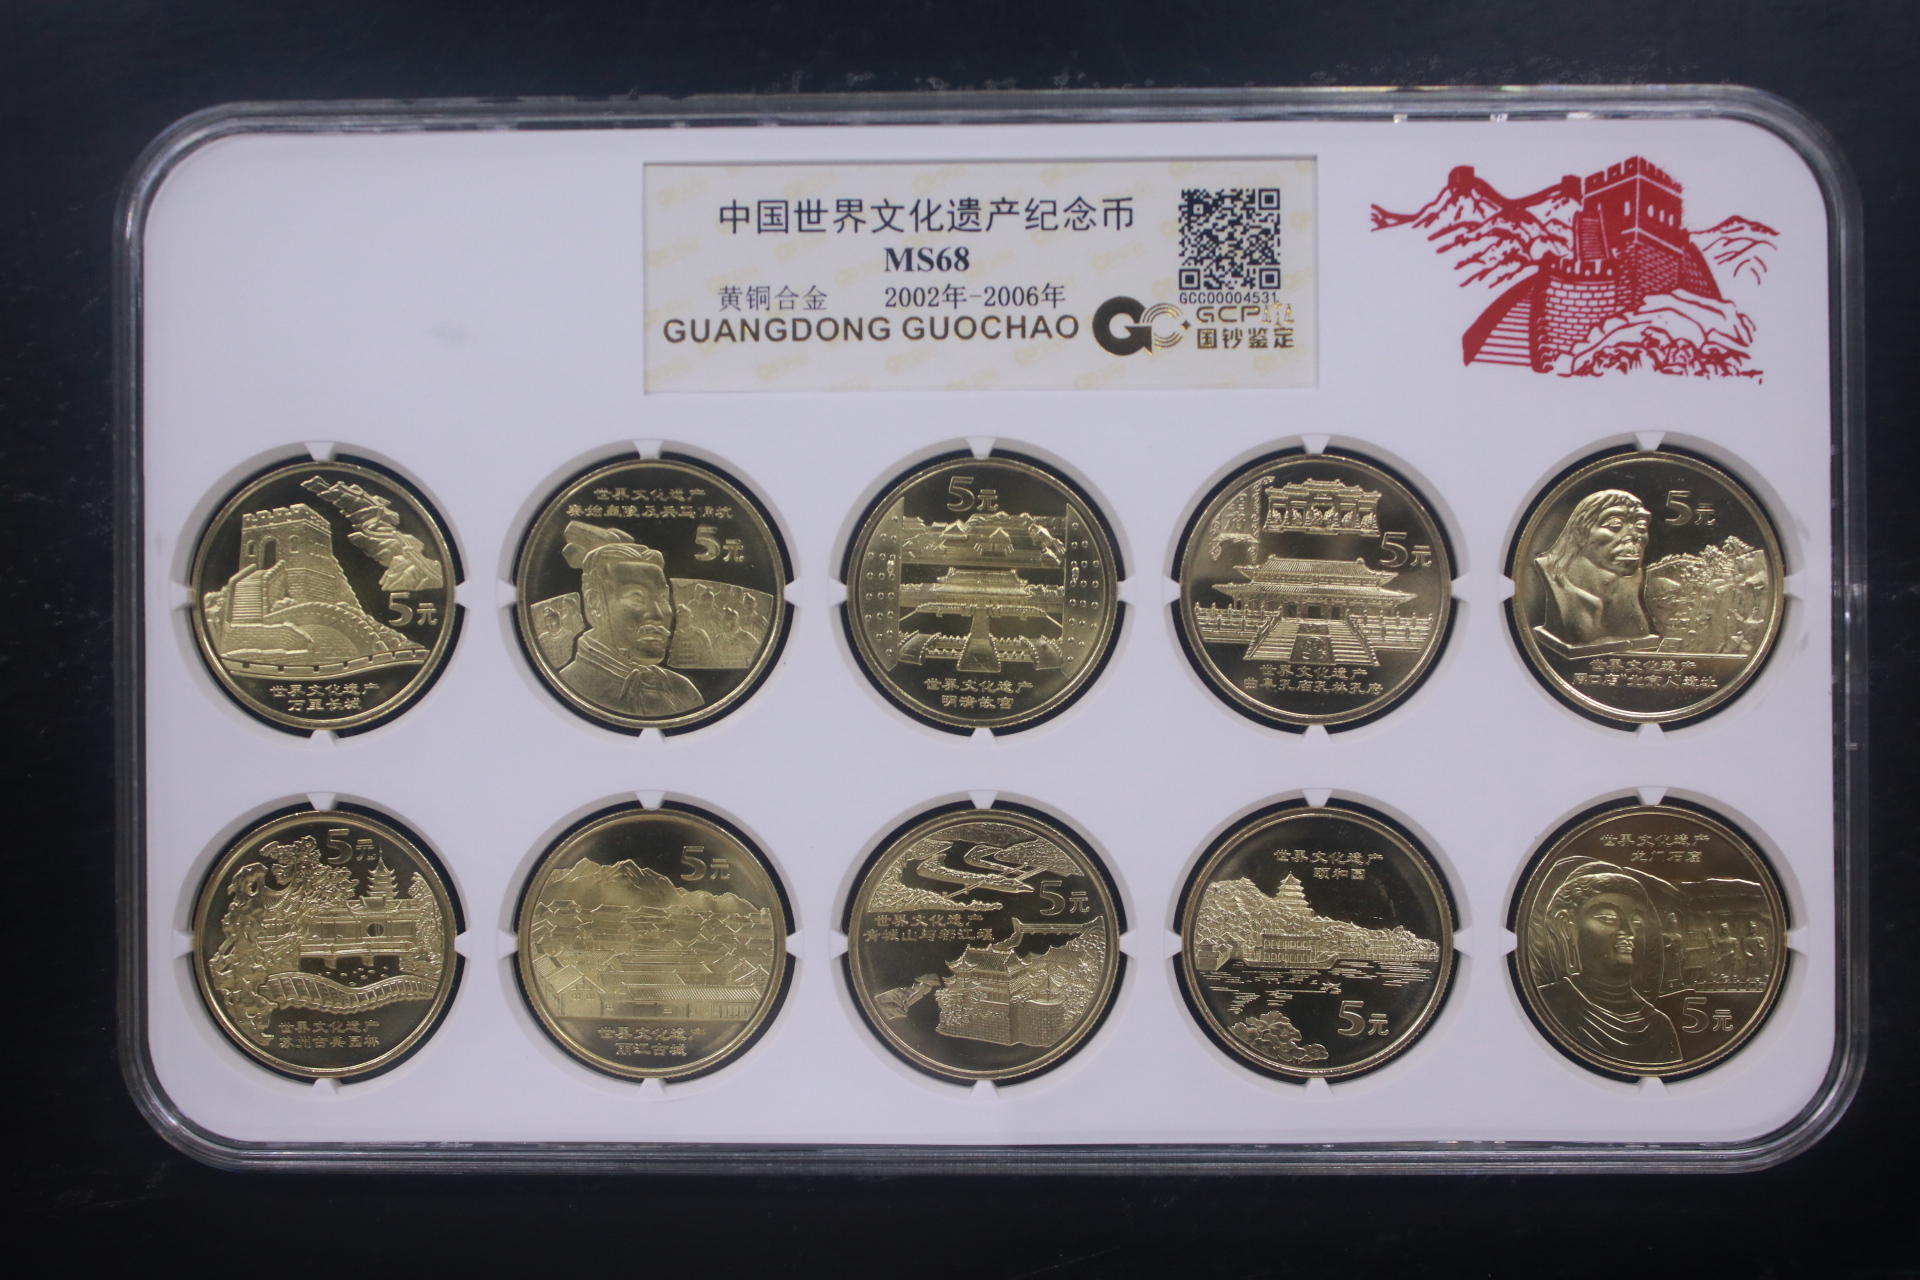 中国世界文化遗产纪念币
MS68
黄铜合金 2002年-2006年
GCC00004531
GUANGDONG GUOCHAO
GCP
国钞鉴定
5元
世界文化遗产
万里长城
世界文化遗产
秦始皇陵及兵马俑坑
5元
5元
世界文化遗产
明清故宫
5元
世界文化遗产
曲阜孔庙孔林孔府
5元
世界文化遗产
周口店"北京人"遗址
5元
世界文化遗产
苏州古典园林
5元
世界文化遗产
丽江古城
5元
世界文化遗产
青城山与都江堰
世界文化遗产
颐和园
5元
世界文化遗产
龙门石窟
5元